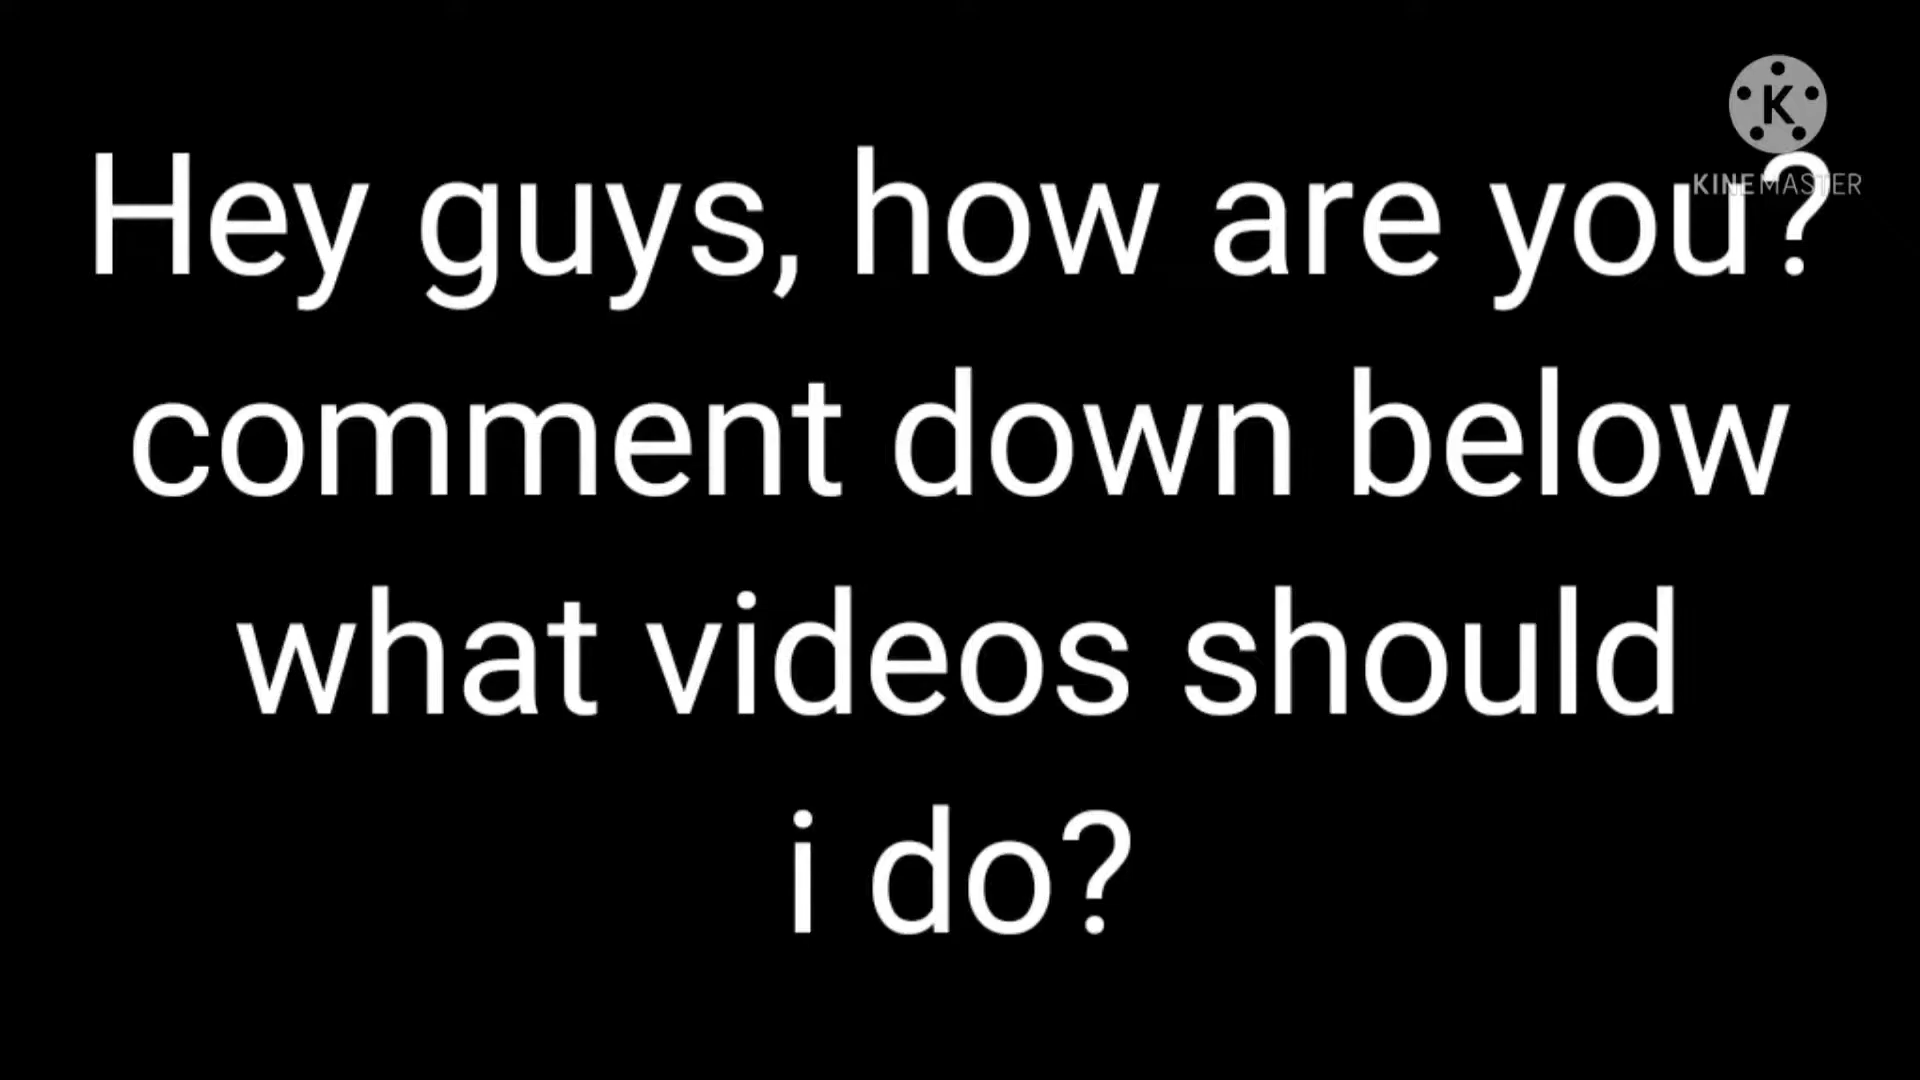 K
KINEMASTER
Hey guys, how are you?
comment down below
what videos should
i do?